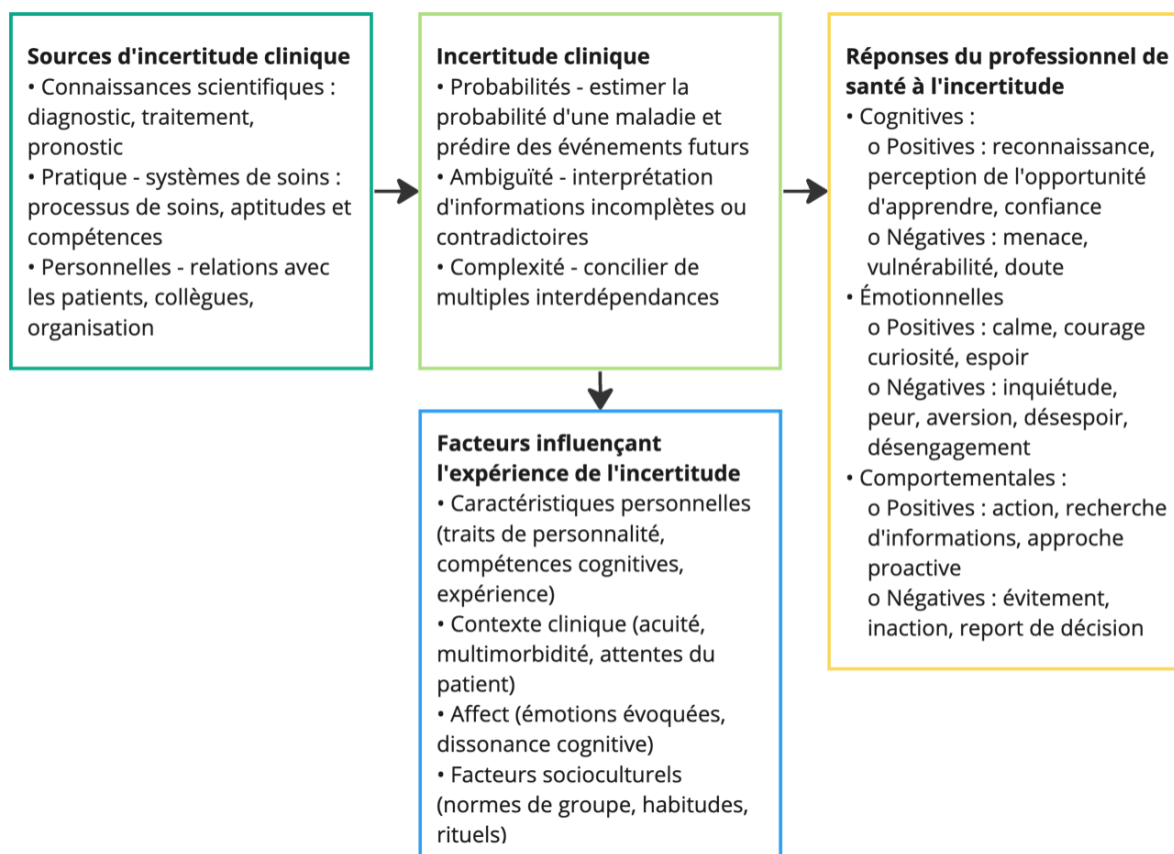 Sources d'incertitude clinique
• Connaissances scientifiques :
diagnostic, traitement,
pronostic
• Pratique - systèmes de soins :
processus de soins, aptitudes et
compétences
• Personnelles - relations avec
les patients, collègues,
organisation
Incertitude clinique
• Probabilités - estimer la
probabilité d'une maladie et
prédire des événements futurs
• Ambiguïté - interprétation
d'informations incomplètes ou
contradictoires
• Complexité - concilier de
multiples interdépendances
Réponses du professionnel de
santé à l'incertitude
• Cognitives :
o Positives : reconnaissance,
perception de l'opportunité
d'apprendre, confiance
o Négatives : menace,
vulnérabilité, doute
• Émotionnelles
o Positives : calme, courage
curiosité, espoir
o Négatives : inquiétude,
peur, aversion, désespoir,
désengagement
• Comportementales :
o Positives : action, recherche
d'informations, approche
proactive
o Négatives : évitement,
inaction, report de décision
Facteurs influençant
l'expérience de l'incertitude
• Caractéristiques personnelles
(traits de personnalité,
compétences cognitives,
expérience)
• Contexte clinique (acuité,
multimorbidité, attentes du
patient)
• Affect (émotions évoquées,
dissonance cognitive)
• Facteurs socioculturels
(normes de groupe, habitudes,
rituels)